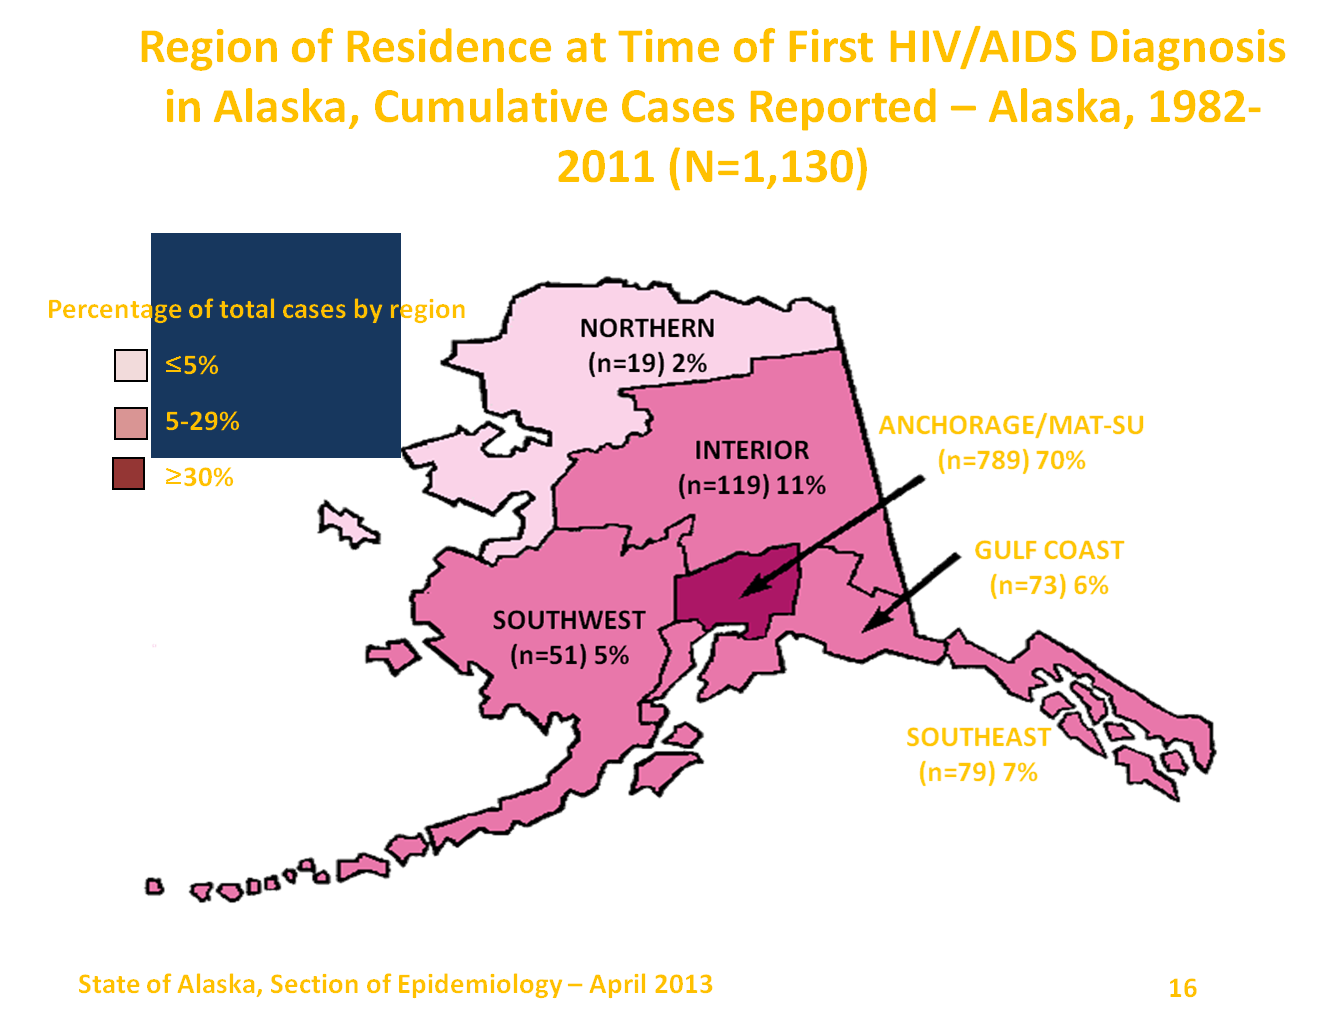 Region of Residence at Time of First HIV/AIDS Diagnosis
in Alaska, Cumulative Cases Reported – Alaska, 1982-
2011 (N=1,130)
Percentage of total cases by region
≤5%
5-29%
≥30%
NORTHERN
(n=19) 2%
INTERIOR
(n=119) 11%
ANCHORAGE/MAT-SU
(n=789) 70%
GULF COAST
(n=73) 6%
SOUTHWEST
(n=51) 5%
SOUTHEAST
(n=79) 7%
State of Alaska, Section of Epidemiology – April 2013
16